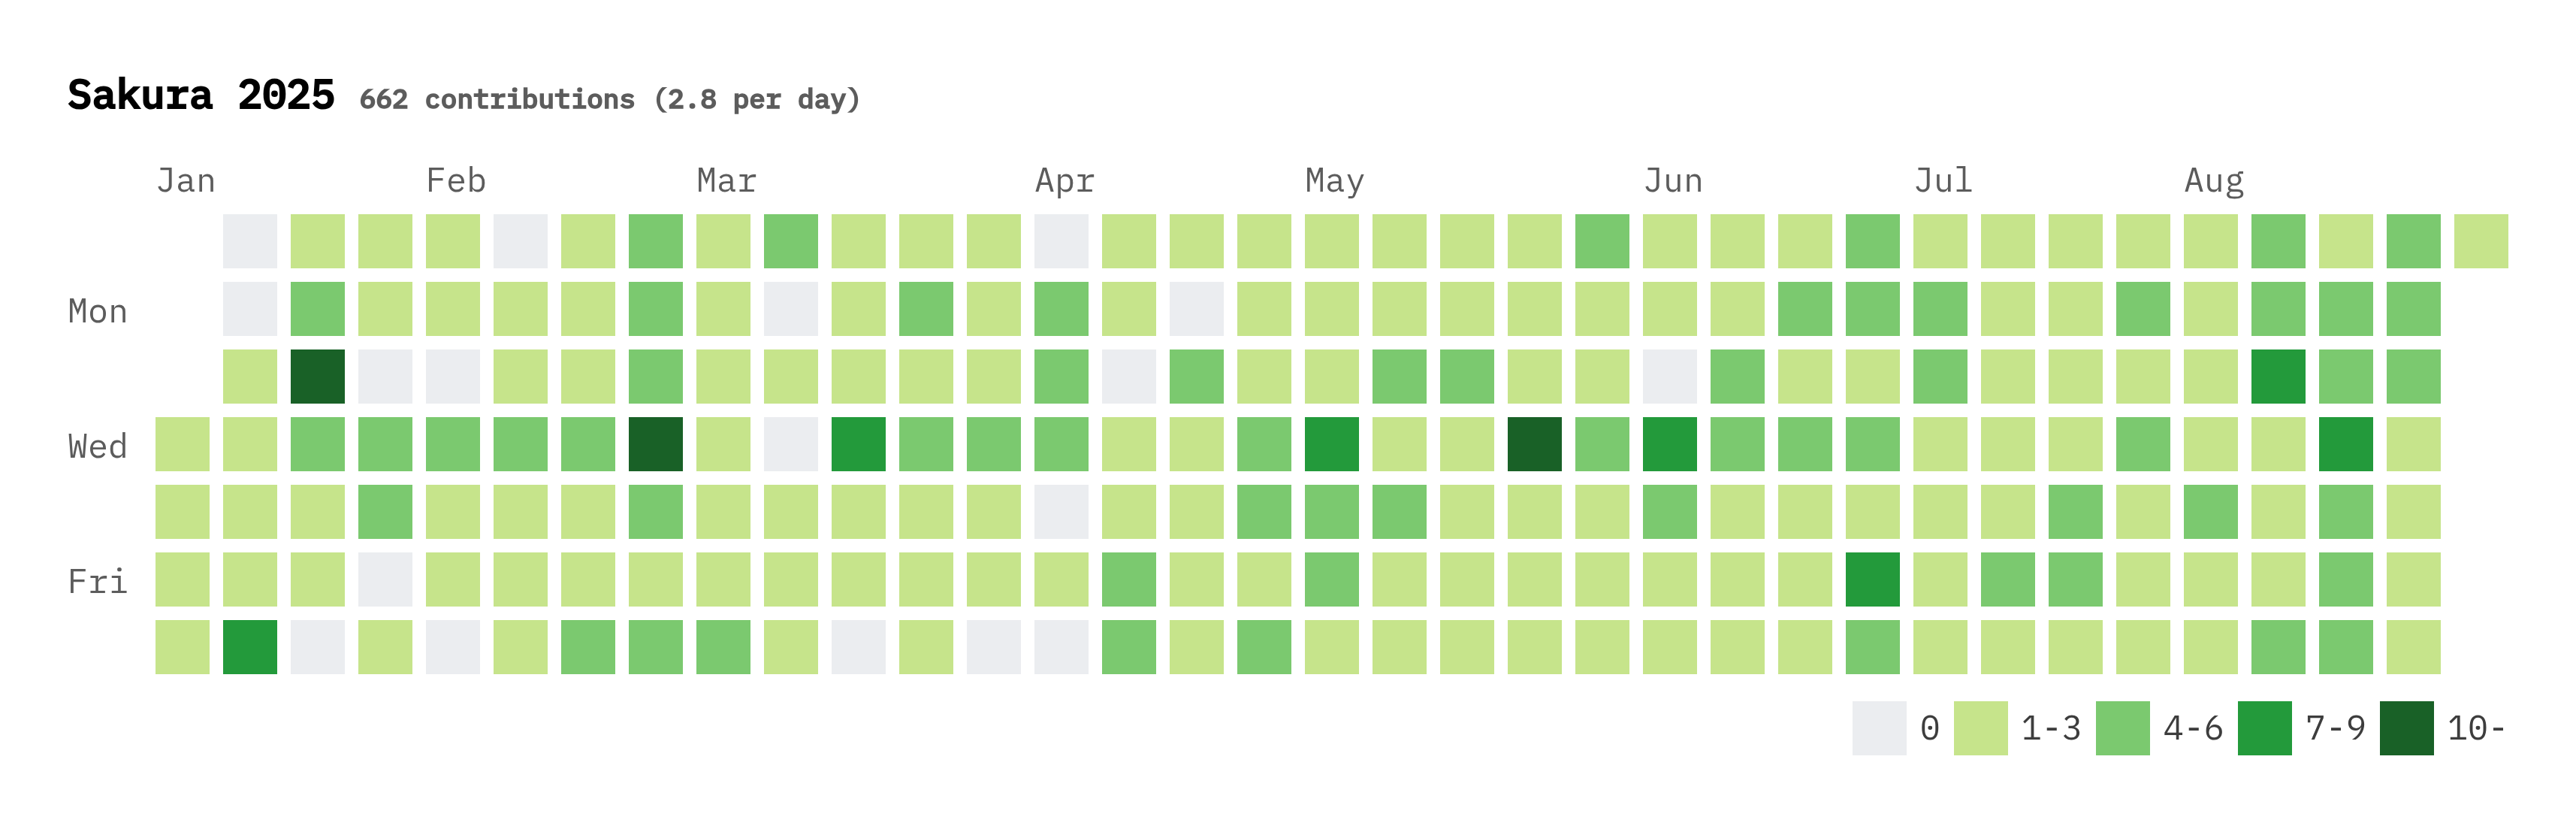 Sakura 2025 662 contributions (2.8 per day)
Jan Feb Mar Apr May Jun Jul Aug
Mon
Wed
Fri
0 1-3 4-6 7-9 10-